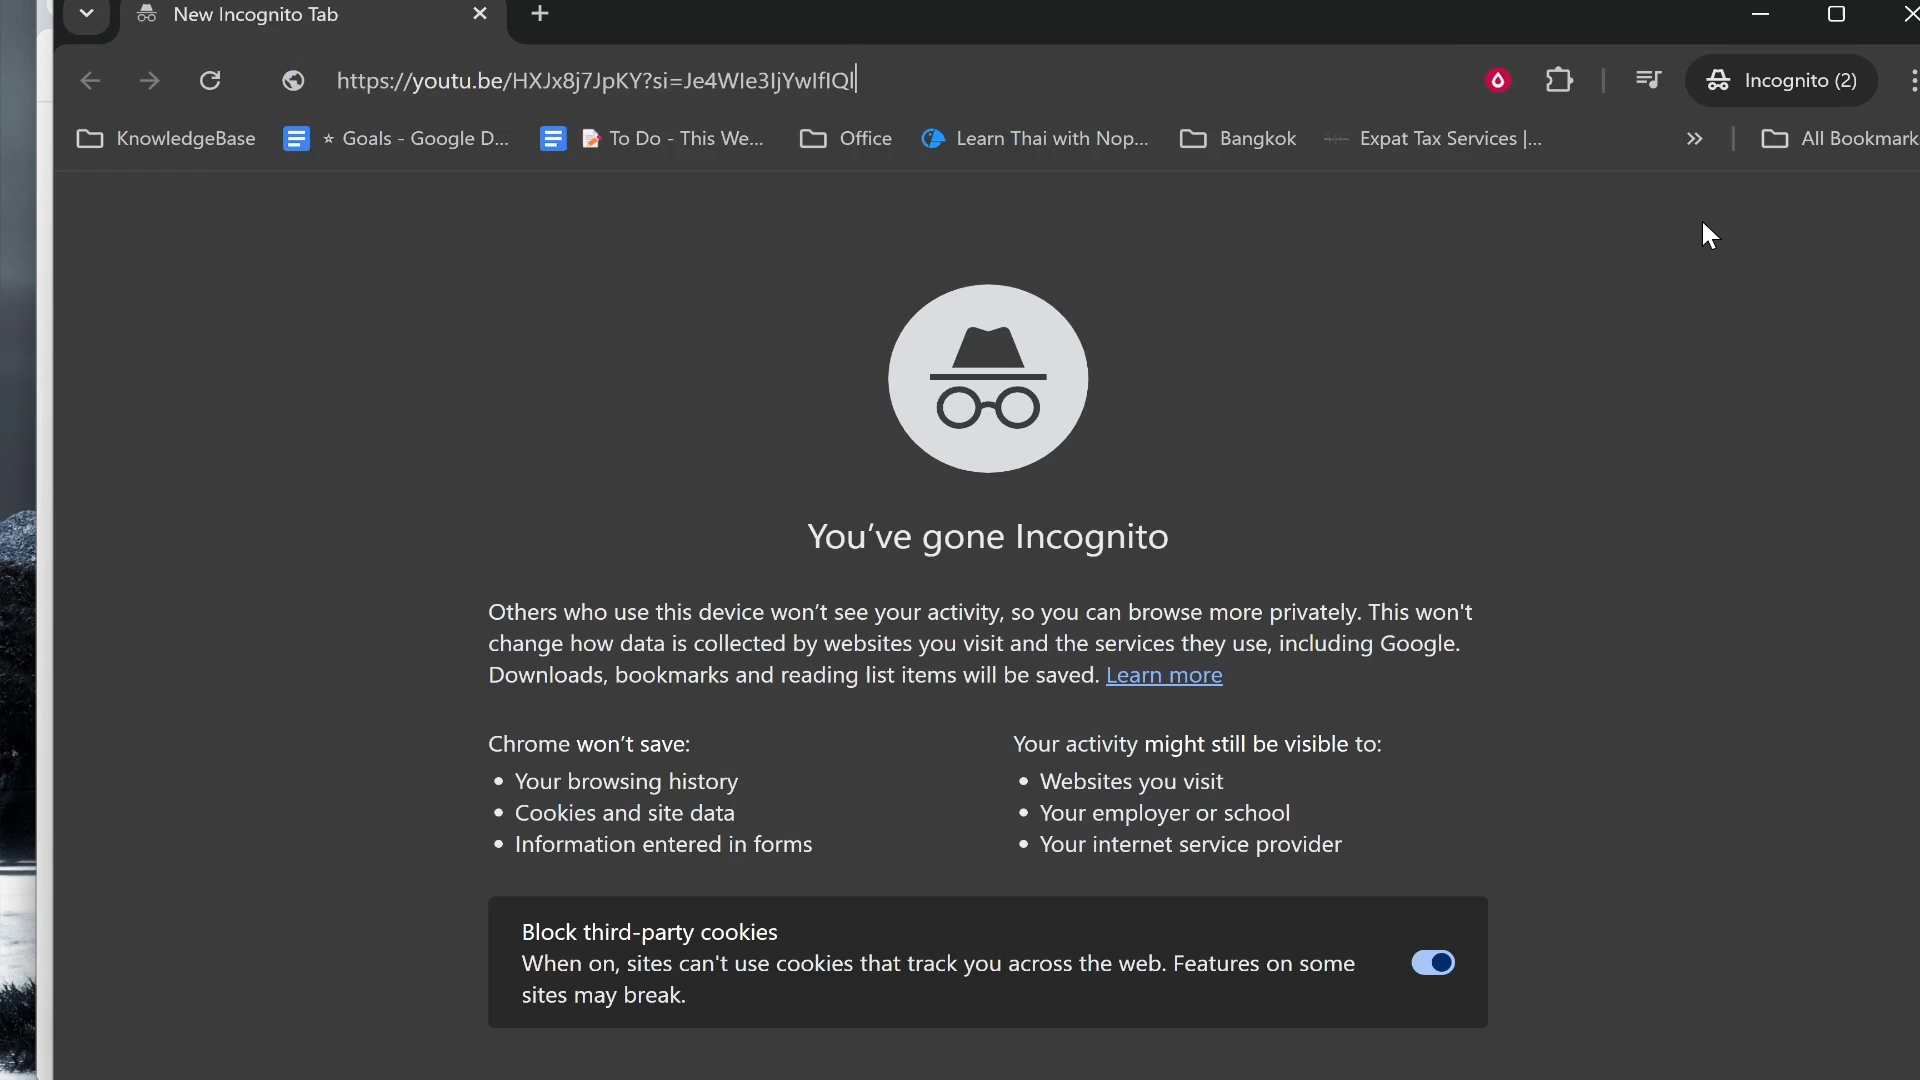 New Incognito Tab
https://youtu.be/HXJx8j7JpKY?si=Je4WIe3IjYwIfIQl
Incognito (2)
KnowledgeBase
Goals - Google D...
To Do - This We...
Office
Learn Thai with Nop...
Bangkok
Expat Tax Services |...
All Bookmark
You've gone Incognito
Others who use this device won't see your activity, so you can browse more privately. This won't
change how data is collected by websites you visit and the services they use, including Google.
Downloads, bookmarks and reading list items will be saved. Learn more
Chrome won't save:
• Your browsing history
• Cookies and site data
• Information entered in forms
Your activity might still be visible to:
• Websites you visit
• Your employer or school
• Your internet service provider
Block third-party cookies
When on, sites can't use cookies that track you across the web. Features on some
sites may break.